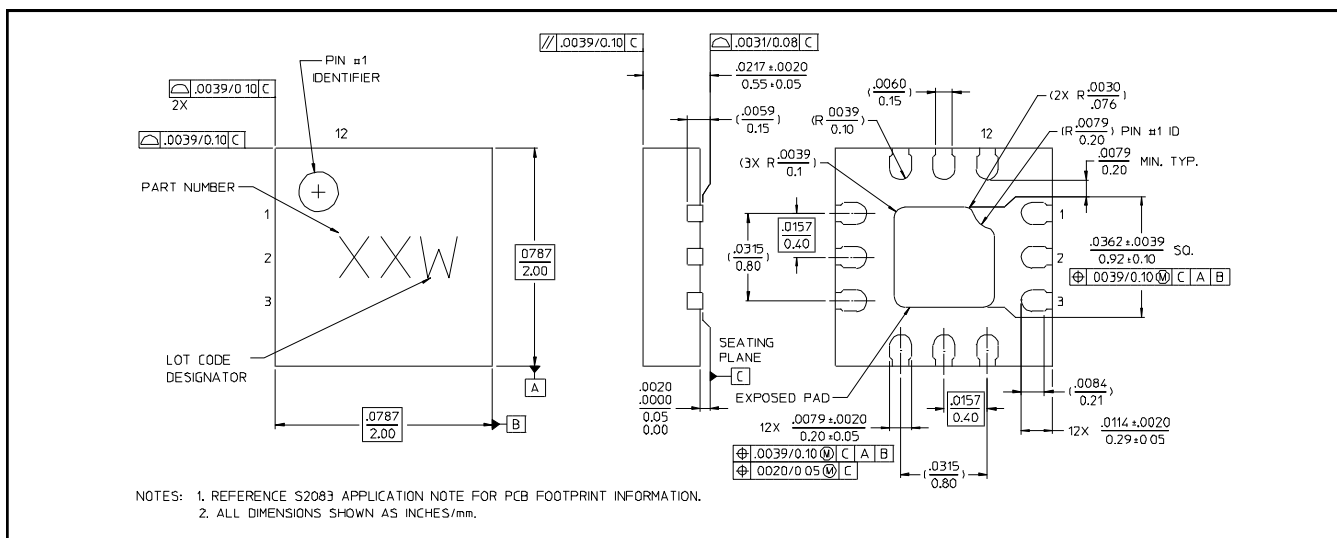 PIN #1
IDENTIFIER
⌓ .0039/0 10 C
2X
⌓ .0039/0.10 C
12
PART NUMBER
1
2
3
XXW
LOT CODE
DESIGNATOR
.0787
2.00
A
.0787
2.00
B
// .0039/0.10 C
⌓ .0031/0.08 C
.0217±.0020
0.55±0.05
(.0059
0.15)
SEATING
PLANE
C
.0020
.0000
0.05
0.00
(.0060
0.15)
(R .0039
0.10)
(3X R .0039
0.1)
12
(2X R .0030
.076)
(R .0079
0.20) PIN #1 ID
.0079
0.20 MIN. TYP.
.0157
0.40
(.0315
0.80)
1
2
3
.0362±.0039
0.92±0.10 SQ.
⌖ 0039/0.10 Ⓜ C A B
EXPOSED PAD
12X .0079±.0020
0.20±0.05
⌖ .0039/0.10 Ⓜ C A B
⌖ 0020/0 05 Ⓜ C
.0157
0.40
(.0315
0.80)
(.0084
0.21)
12X .0114±.0020
0.29±0 05
NOTES: 1. REFERENCE S2083 APPLICATION NOTE FOR PCB FOOTPRINT INFORMATION.
2. ALL DIMENSIONS SHOWN AS INCHES/mm.